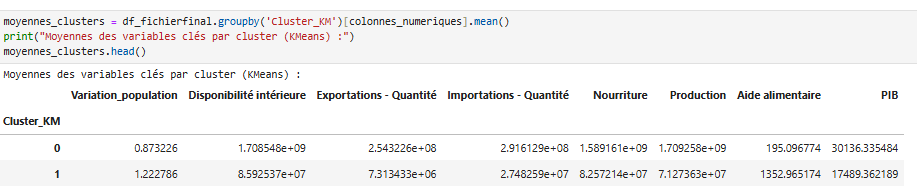 moyennes_clusters = df_fichierfinal.groupby('Cluster_KM')[colonnes_numeriques].mean()
print("Moyennes des variables clés par cluster (KMeans) :")
moyennes_clusters.head()
Moyennes des variables clés par cluster (KMeans) :
Variation_population Disponibilité intérieure Exportations - Quantité Importations - Quantité Nourriture Production Aide alimentaire PIB
Cluster_KM
0 0.873226 1.708548e+09 2.543226e+08 2.916129e+08 1.589161e+09 1.709258e+09 195.096774 30136.335484
1 1.222786 8.592537e+07 7.313433e+06 2.748259e+07 8.257214e+07 7.127363e+07 1352.965174 17489.362189